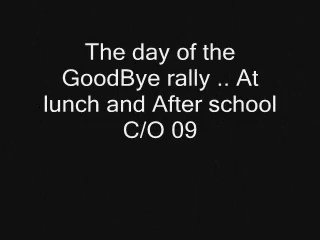 The day of the
GoodBye rally .. At
lunch and After school
C/O 09